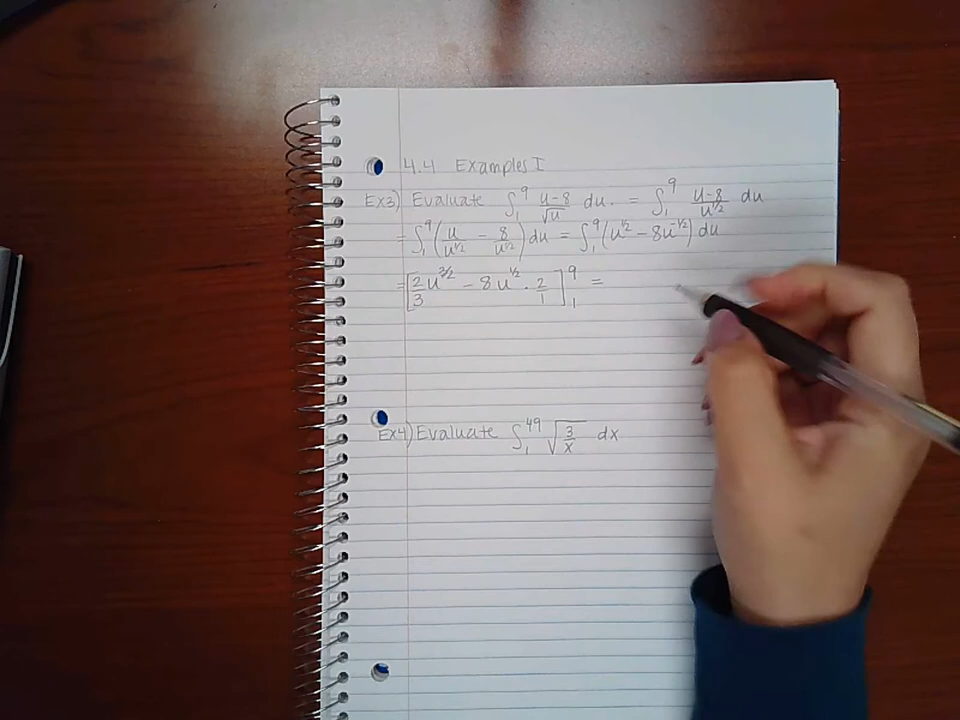 4.4 Examples I
Ex3) Evaluate ∫₁⁹ (u-8)/√u du. = ∫₁⁹ (u-8)/u^(1/2) du
= ∫₁⁹ (u/u^(1/2) - 8/u^(1/2)) du = ∫₁⁹ (u^(1/2) - 8u^(-1/2)) du
= [2/3 u^(3/2) - 8u^(1/2) · 2/1]₁⁹ =
Ex4) Evaluate ∫₁⁴⁹ √(3/x) dx